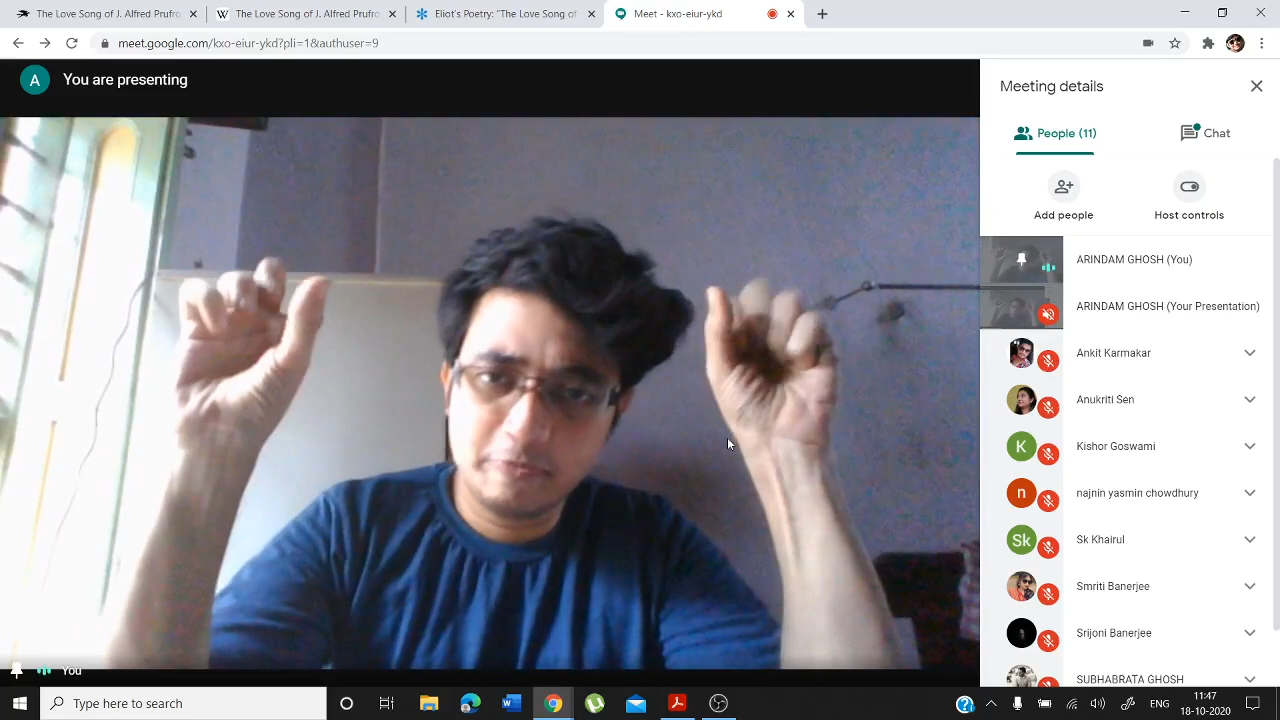 The Love Song of J. Alfred Prufro
The Love Song of J. Alfred Prufro
Eliot's Poetry: "The Love Song of
Meet - kxo-eiur-ykd
meet.google.com/kxo-eiur-ykd?pli=1&authuser=9
A
You are presenting
Meeting details
People (11)
Chat
Add people
Host controls
ARINDAM GHOSH (You)
ARINDAM GHOSH (Your Presentation)
Ankit Karmakar
Anukriti Sen
K
Kishor Goswami
n
najnin yasmin chowdhury
Sk
Sk Khairul
Smriti Banerjee
Srijoni Banerjee
SUBHABRATA GHOSH
You
Type here to search
ENG
11:47
18-10-2020